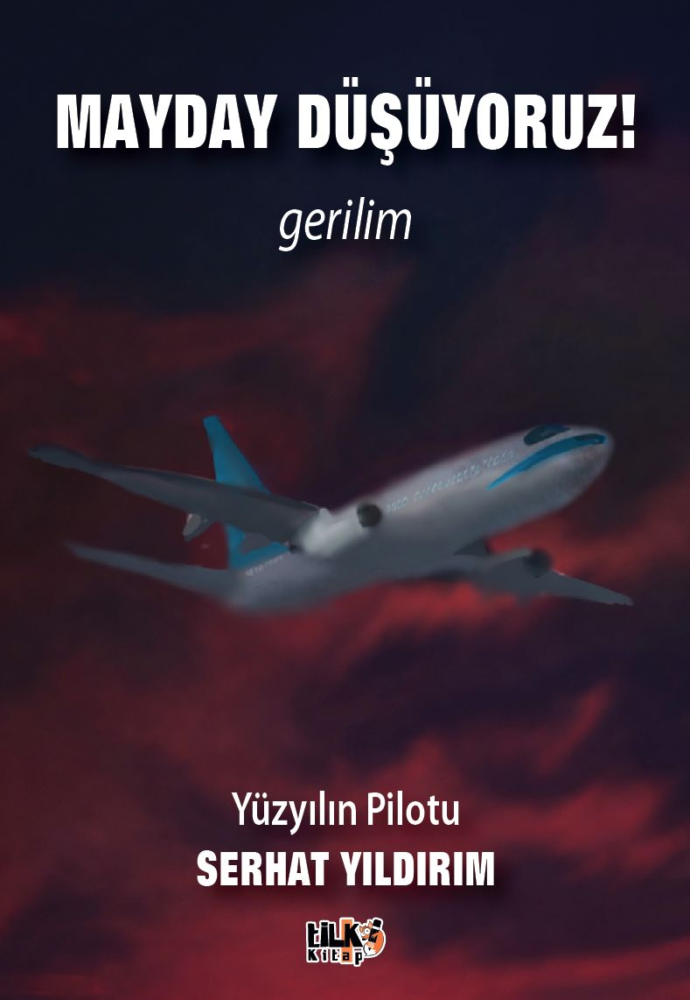 MAYDAY DÜŞÜYORUZ!
gerilim
Yüzyılın Pilotu
SERHAT YILDIRIM
tiLKi
Kitap